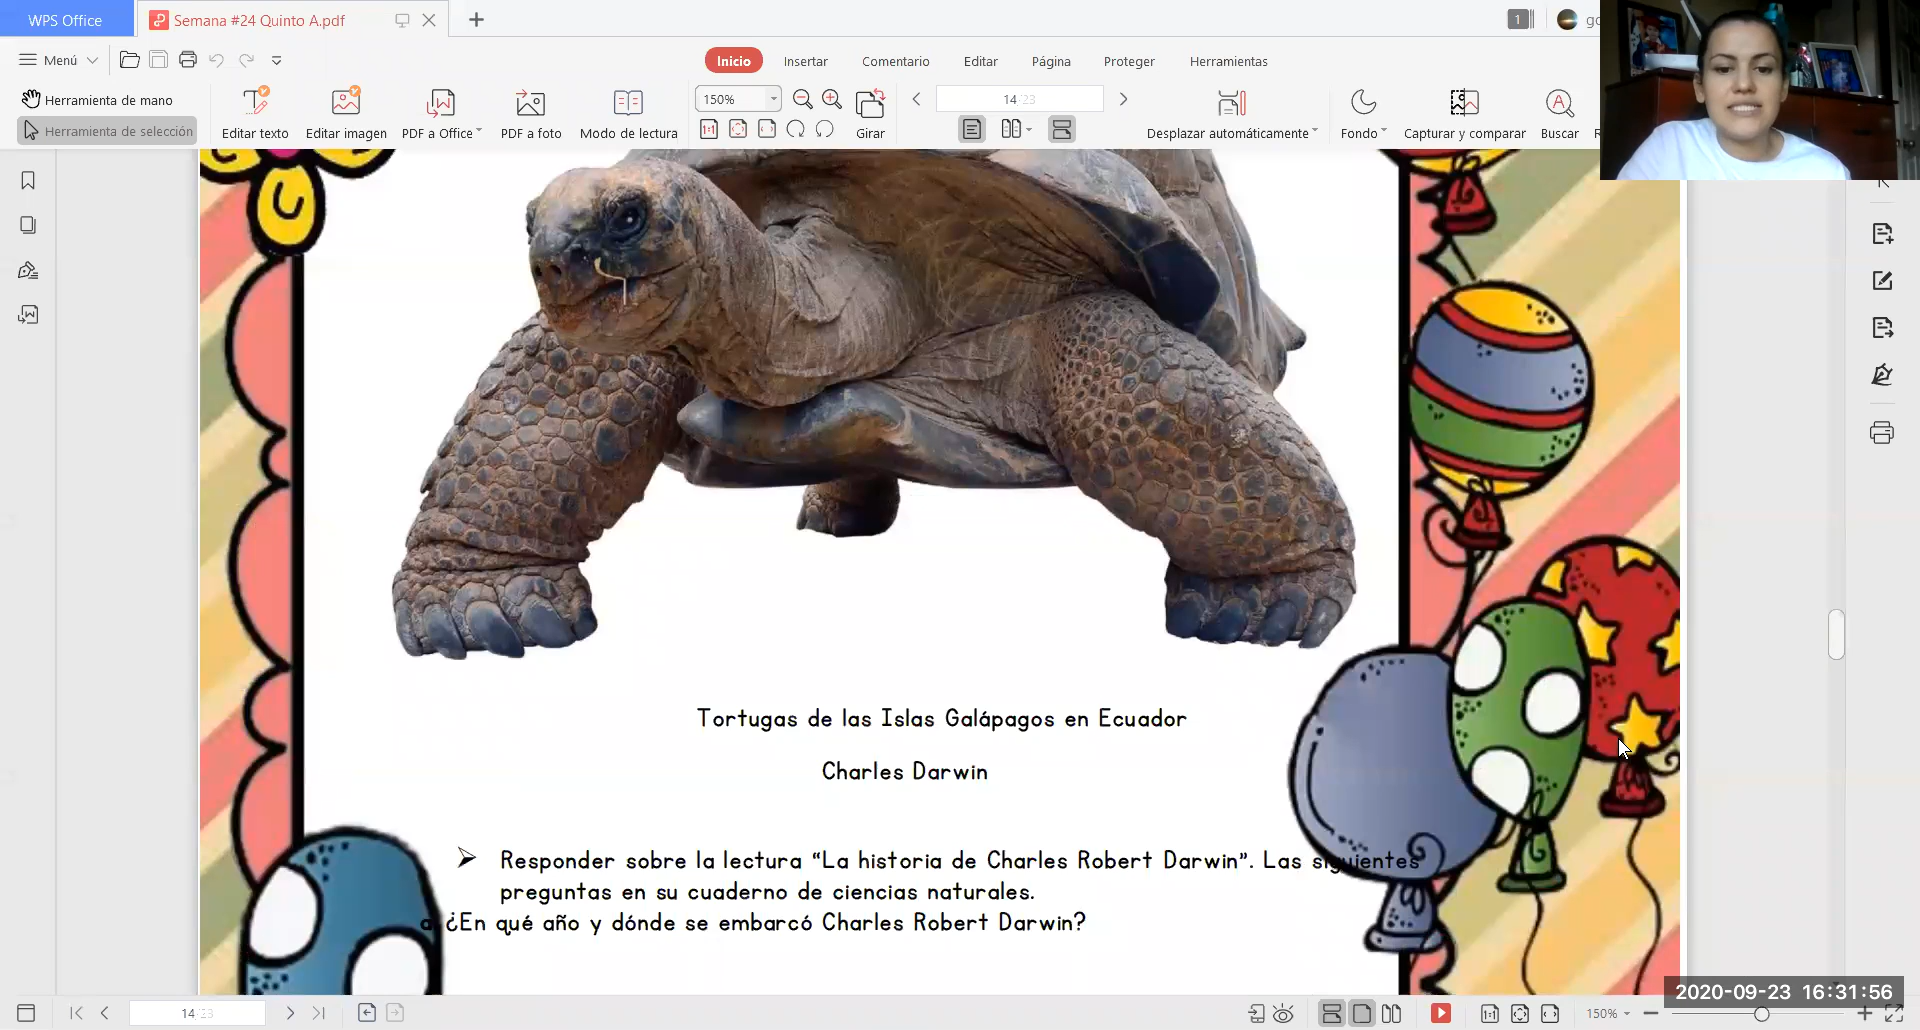 WPS Office
Semana #24 Quinto A.pdf
1
Menú
Inicio
Insertar
Comentario
Editar
Página
Proteger
Herramientas
Herramienta de mano
Herramienta de selección
Editar texto
Editar imagen
PDF a Office
PDF a foto
Modo de lectura
150%
Girar
14/23
Desplazar automáticamente
Fondo
Capturar y comparar
Buscar
Tortugas de las Islas Galápagos en Ecuador
Charles Darwin
Responder sobre la lectura “La historia de Charles Robert Darwin”. Las siguientes
preguntas en su cuaderno de ciencias naturales.
a. ¿En qué año y dónde se embarcó Charles Robert Darwin?
2020-09-23 16:31:56
14/23
150%